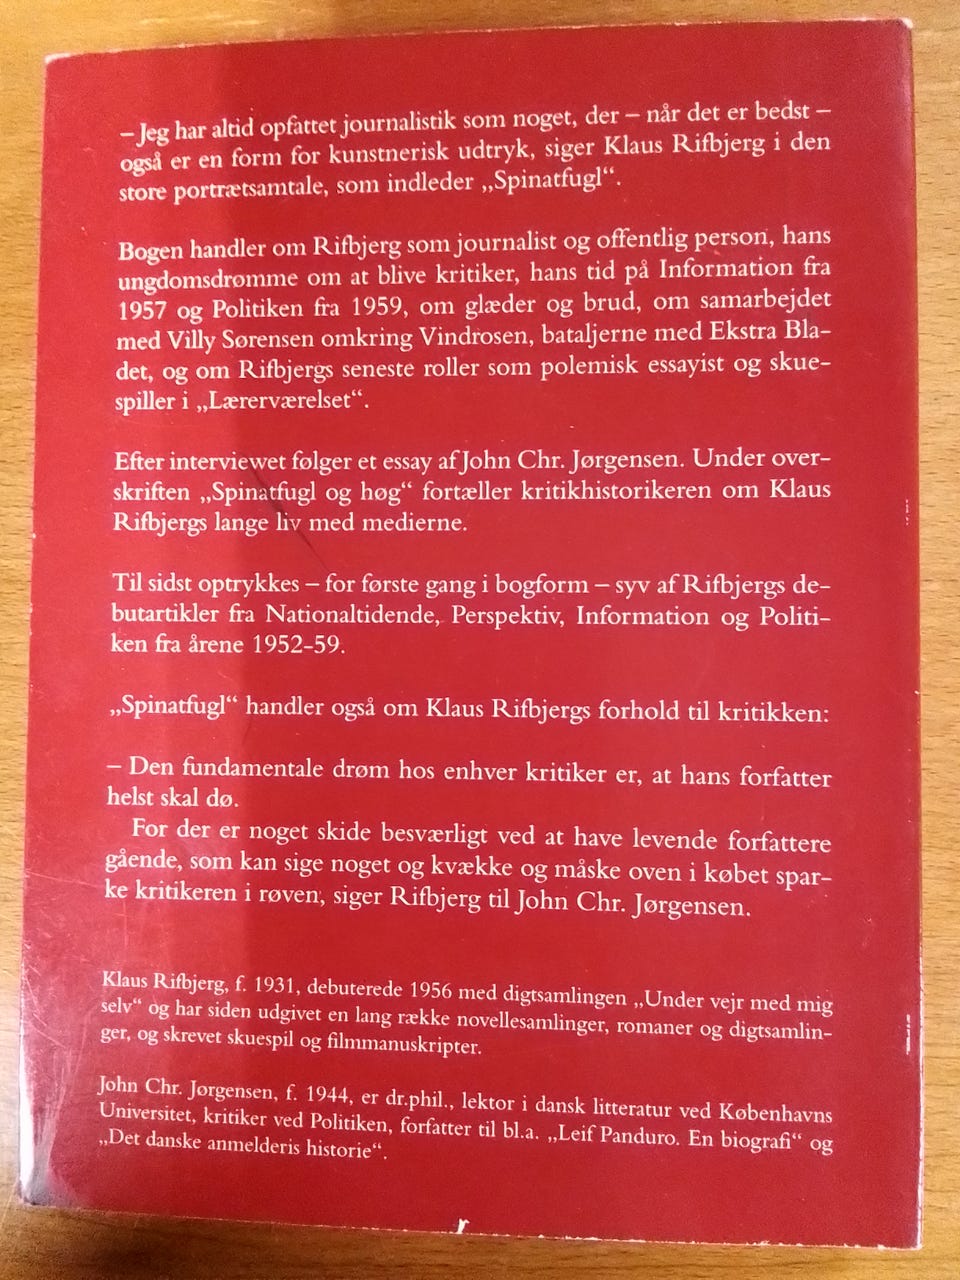 – Jeg har altid opfattet journalistik som noget, der – når det er bedst –
også er en form for kunstnerisk udtryk, siger Klaus Rifbjerg i den
store portrætsamtale, som indleder „Spinatfugl“.
Bogen handler om Rifbjerg som journalist og offentlig person, hans
ungdomsdrømme om at blive kritiker, hans tid på Information fra
1957 og Politiken fra 1959, om glæder og brud, om samarbejdet
med Villy Sørensen omkring Vindrosen, bataljerne med Ekstra Bla-
det, og om Rifbjergs seneste roller som polemisk essayist og skue-
spiller i „Lærerværelset“.
Efter interviewet følger et essay af John Chr. Jørgensen. Under over-
skriften „Spinatfugl og høg“ fortæller kritikhistorikeren om Klaus
Rifbjergs lange liv med medierne.
Til sidst optrykkes – for første gang i bogform – syv af Rifbjergs de-
butartikler fra Nationaltidende, Perspektiv, Information og Politi-
ken fra årene 1952-59.
„Spinatfugl“ handler også om Klaus Rifbjergs forhold til kritikken:
– Den fundamentale drøm hos enhver kritiker er, at hans forfatter
helst skal dø.
For der er noget skide besværligt ved at have levende forfattere
gående, som kan sige noget og kvække og måske oven i købet spar-
ke kritikeren i røven, siger Rifbjerg til John Chr. Jørgensen.
Klaus Rifbjerg, f. 1931, debuterede 1956 med digtsamlingen „Under vejr med mig
selv“ og har siden udgivet en lang række novellesamlinger, romaner og digtsamlin-
ger, og skrevet skuespil og filmmanuskripter.
John Chr. Jørgensen, f. 1944, er dr.phil., lektor i dansk litteratur ved Københavns
Universitet, kritiker ved Politiken, forfatter til bl.a. „Leif Panduro. En biografi“ og
„Det danske anmelderis historie“.